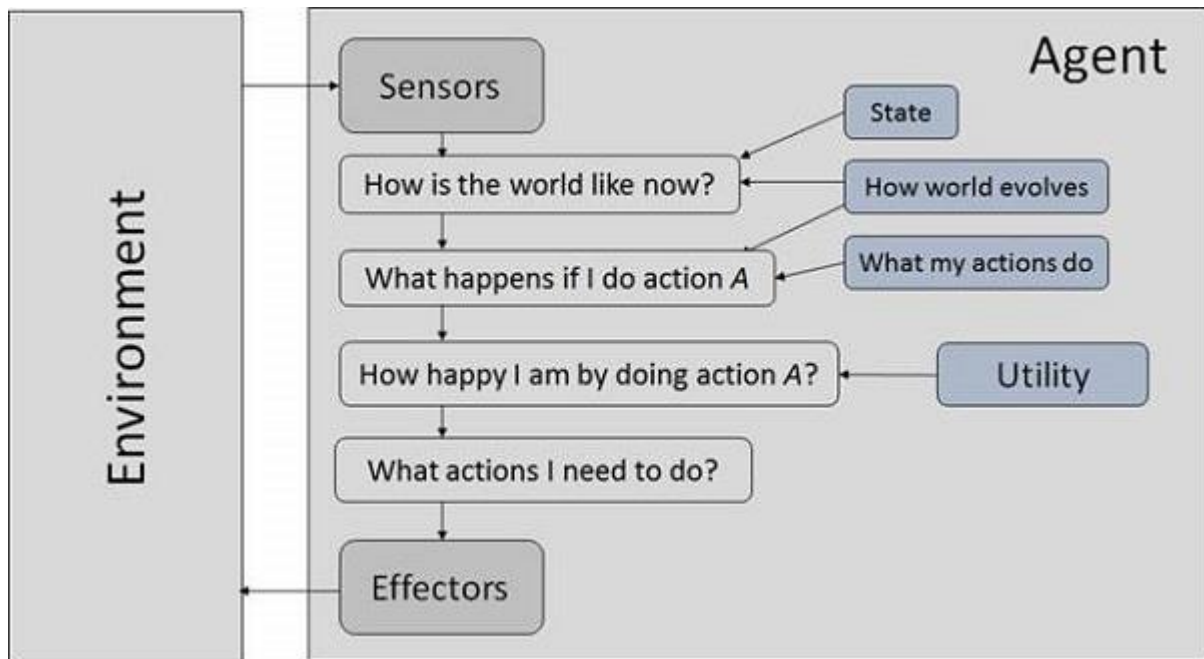 Environment
Agent
Sensors
State
How is the world like now?
How world evolves
What happens if I do action A
What my actions do
How happy I am by doing action A?
Utility
What actions I need to do?
Effectors